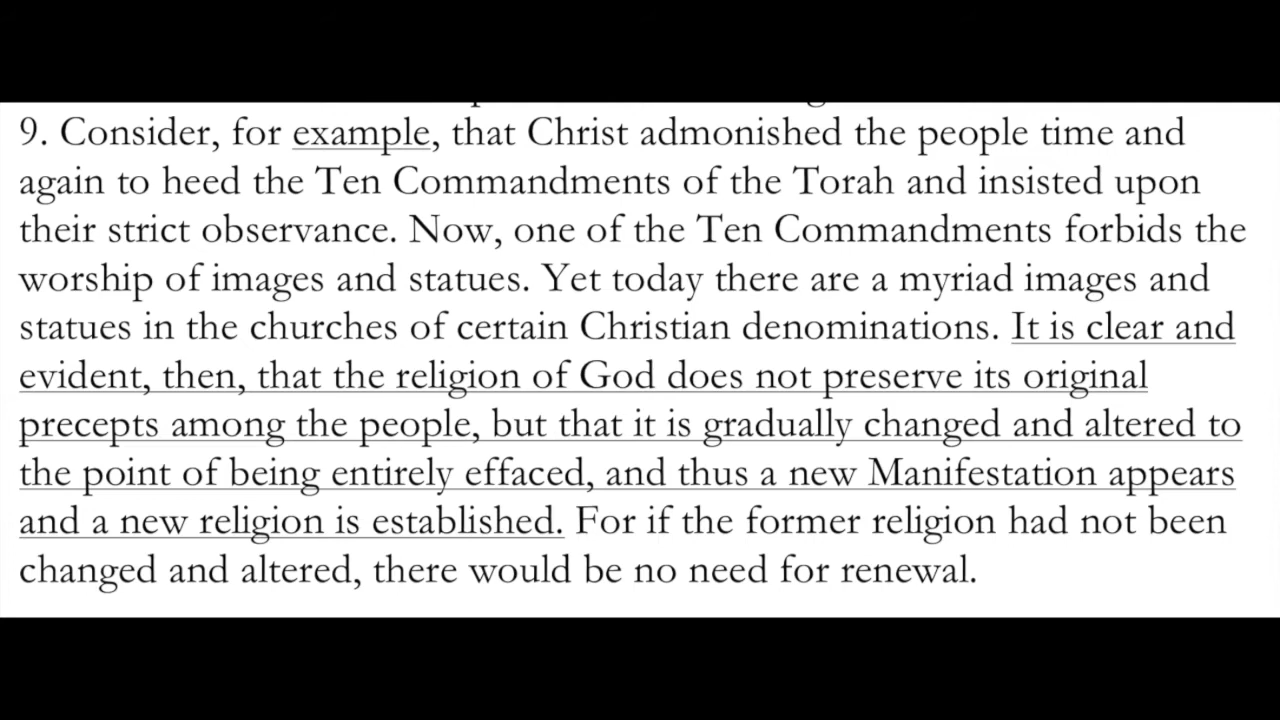 9. Consider, for example, that Christ admonished the people time and
again to heed the Ten Commandments of the Torah and insisted upon
their strict observance. Now, one of the Ten Commandments forbids the
worship of images and statues. Yet today there are a myriad images and
statues in the churches of certain Christian denominations. It is clear and
evident, then, that the religion of God does not preserve its original
precepts among the people, but that it is gradually changed and altered to
the point of being entirely effaced, and thus a new Manifestation appears
and a new religion is established. For if the former religion had not been
changed and altered, there would be no need for renewal.